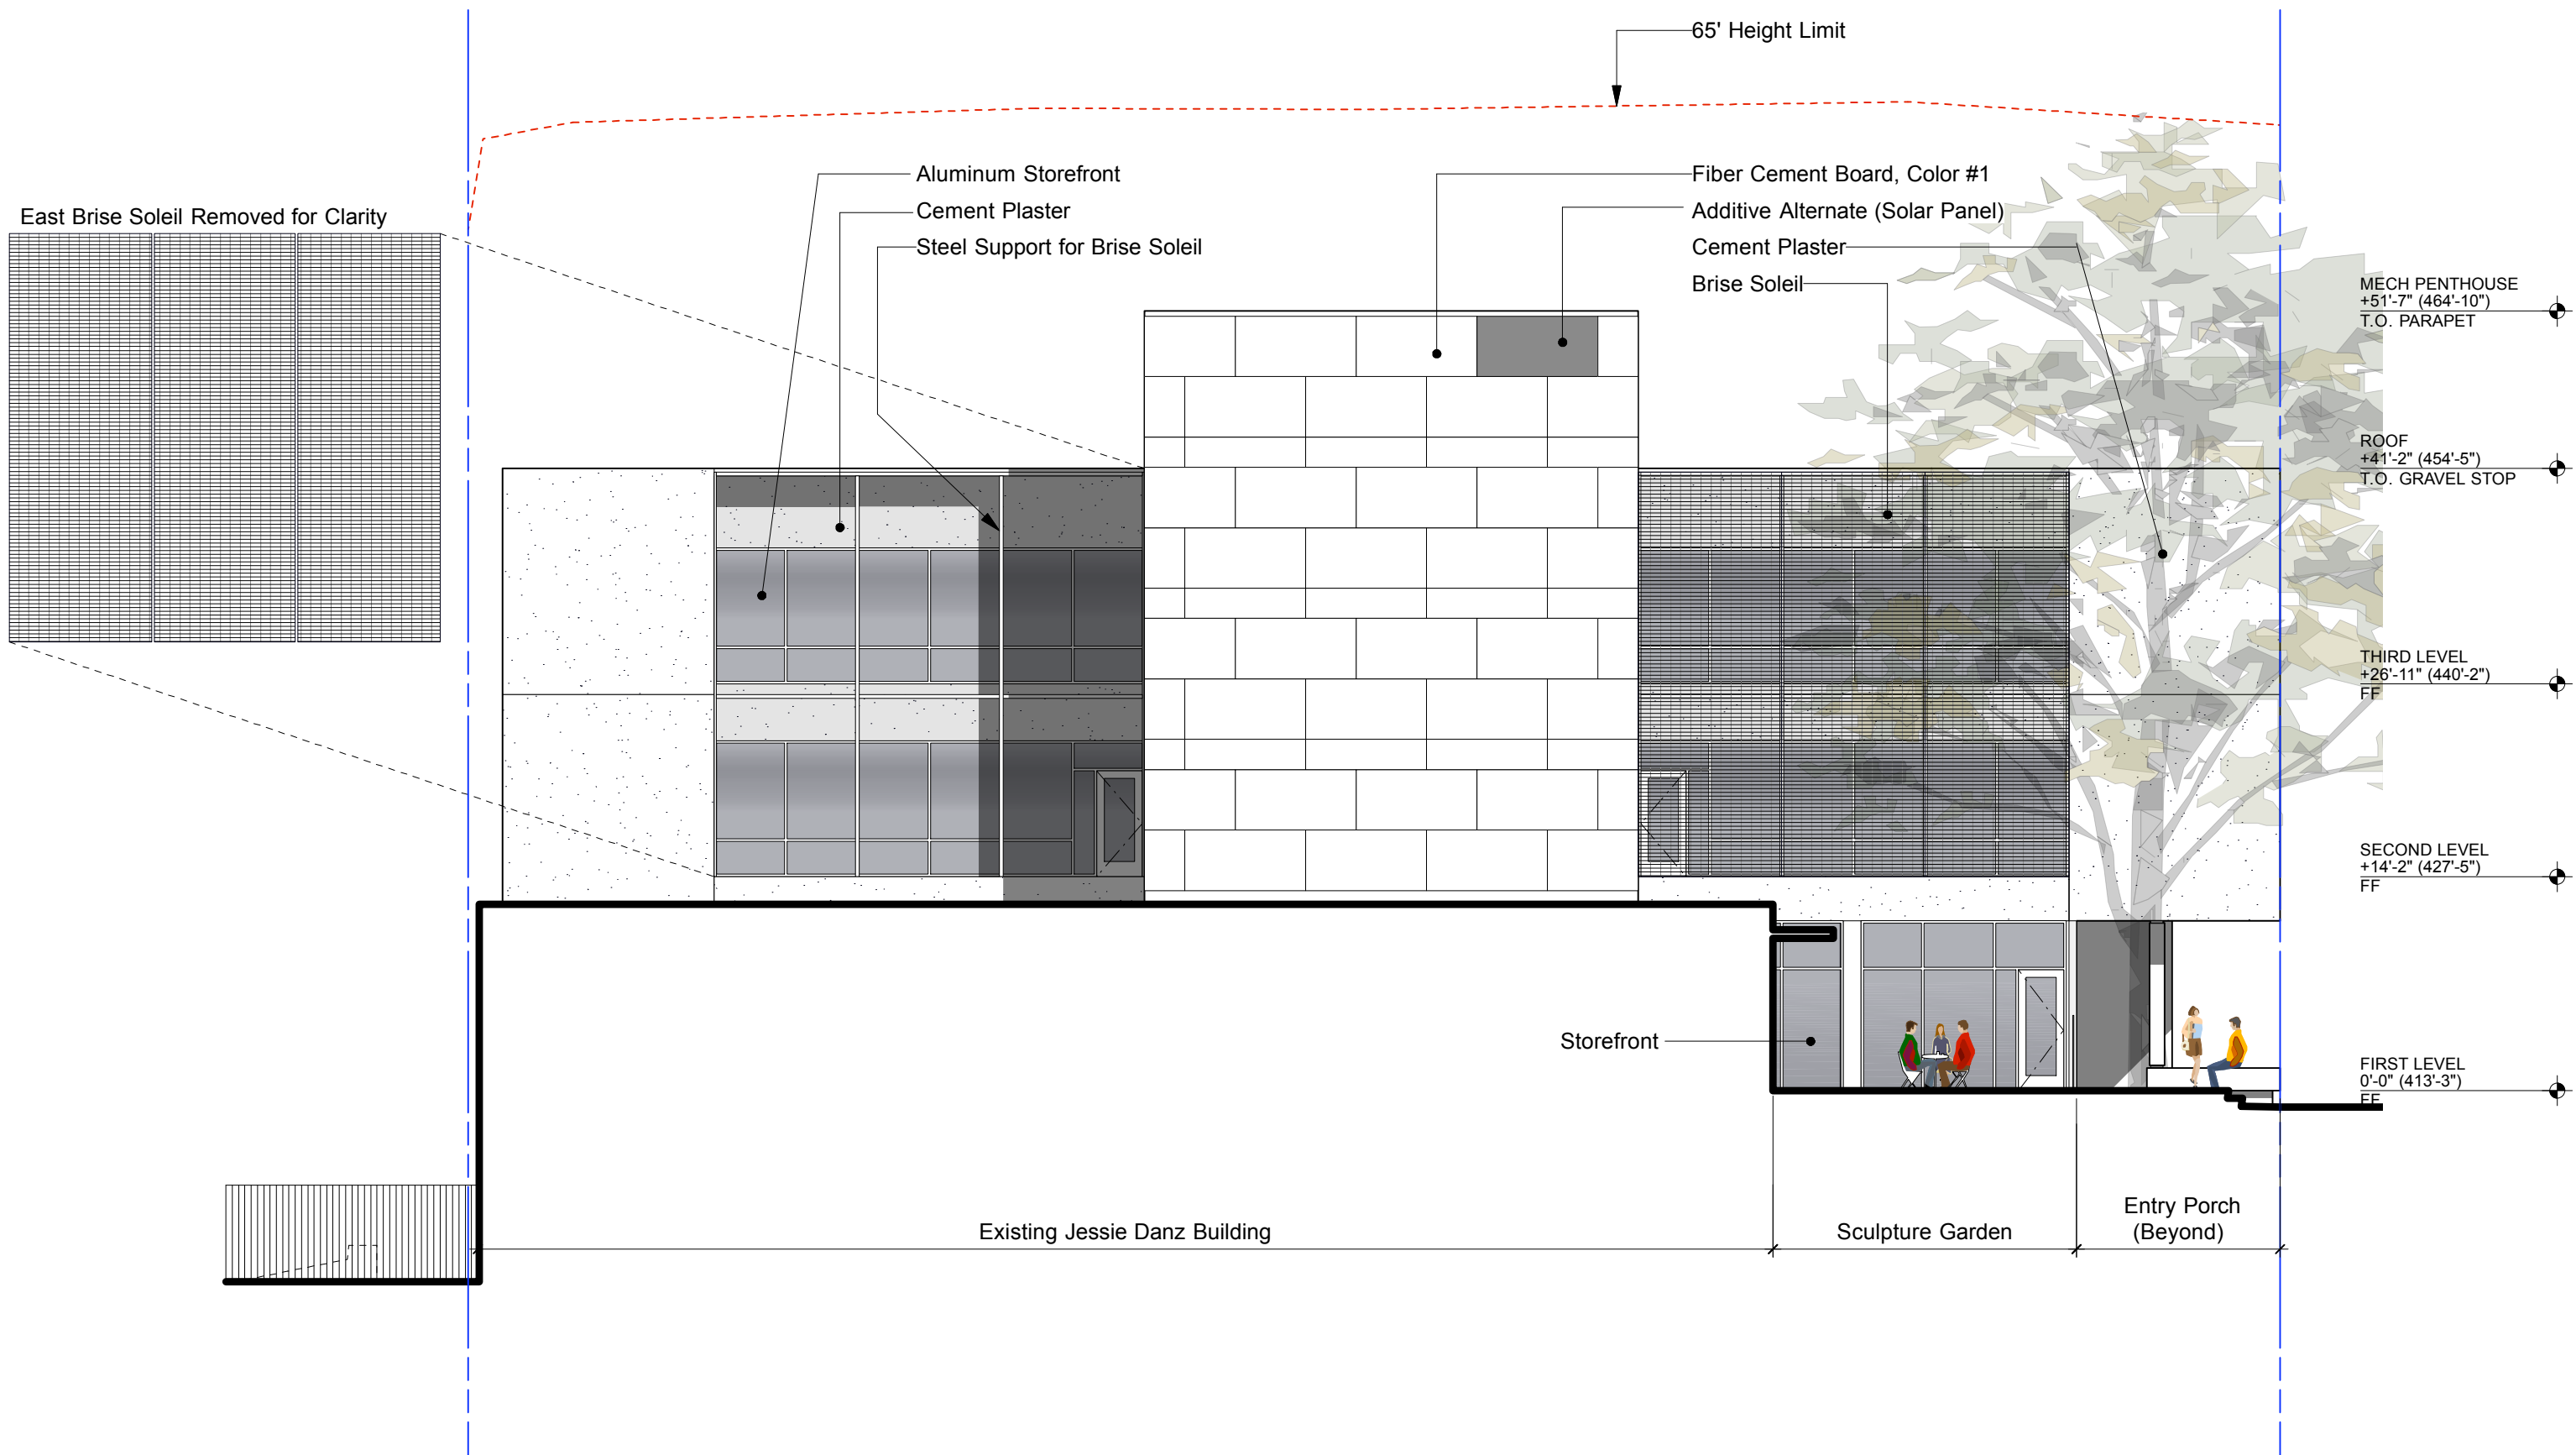 65' Height Limit
Aluminum Storefront
Cement Plaster
Steel Support for Brise Soleil
Fiber Cement Board, Color #1
Additive Alternate (Solar Panel)
Cement Plaster
Brise Soleil
East Brise Soleil Removed for Clarity
MECH PENTHOUSE
+51'-7" (464'-10")
T.O. PARAPET
ROOF
+41'-2" (454'-5")
T.O. GRAVEL STOP
THIRD LEVEL
+26'-11" (440'-2")
FF
SECOND LEVEL
+14'-2" (427'-5")
FF
Storefront
FIRST LEVEL
0'-0" (413'-3")
FF
Existing Jessie Danz Building
Sculpture Garden
Entry Porch
(Beyond)